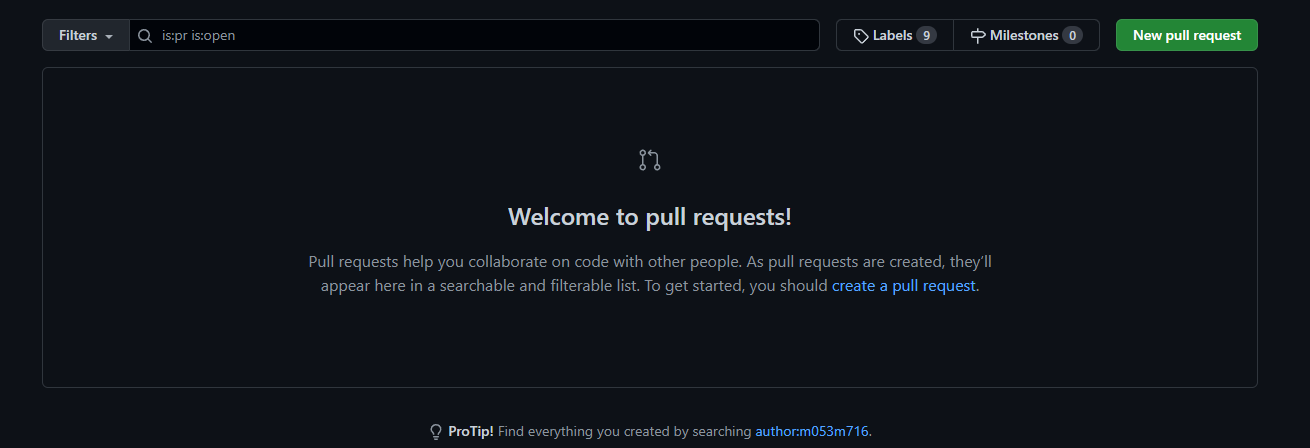 Filters
is:pr is:open
Labels 9
Milestones 0
New pull request
Welcome to pull requests!
Pull requests help you collaborate on code with other people. As pull requests are created, they’ll
appear here in a searchable and filterable list. To get started, you should create a pull request.
ProTip! Find everything you created by searching author:m053m716.